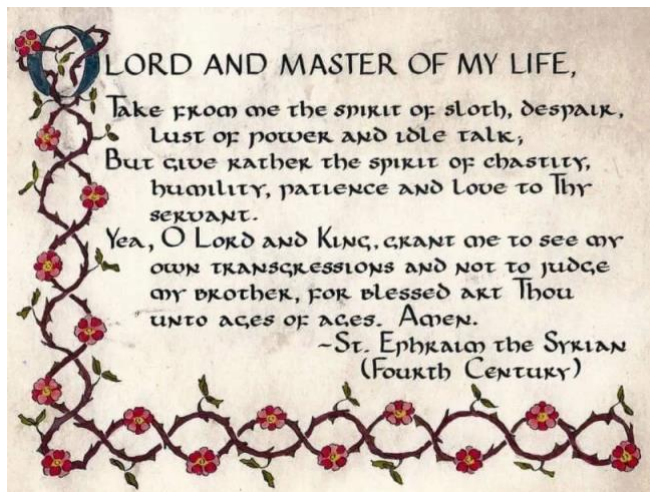 O LORD AND MASTER OF MY LIFE,
Take from me the spirit of sloth, despair,
lust of power and idle talk;
But give rather the spirit of chastity,
humility, patience and love to Thy
servant.
Yea, O Lord and King, grant me to see my
own transgressions and not to judge
my brother, for blessed art Thou
unto ages of ages. Amen.
~St. Ephraim the Syrian
(Fourth Century)